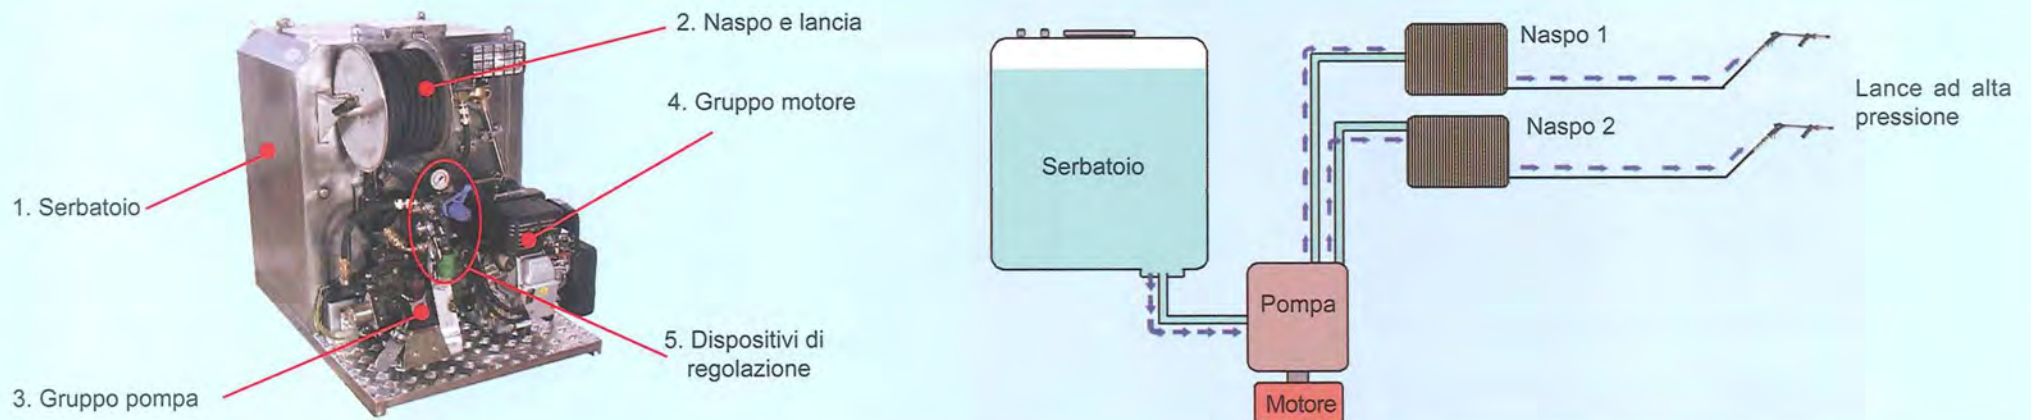 2. Naspo e lancia
4. Gruppo motore
1. Serbatoio
5. Dispositivi di
regolazione
3. Gruppo pompa
Naspo 1
Lance ad alta
pressione
Naspo 2
Serbatoio
Pompa
Motore